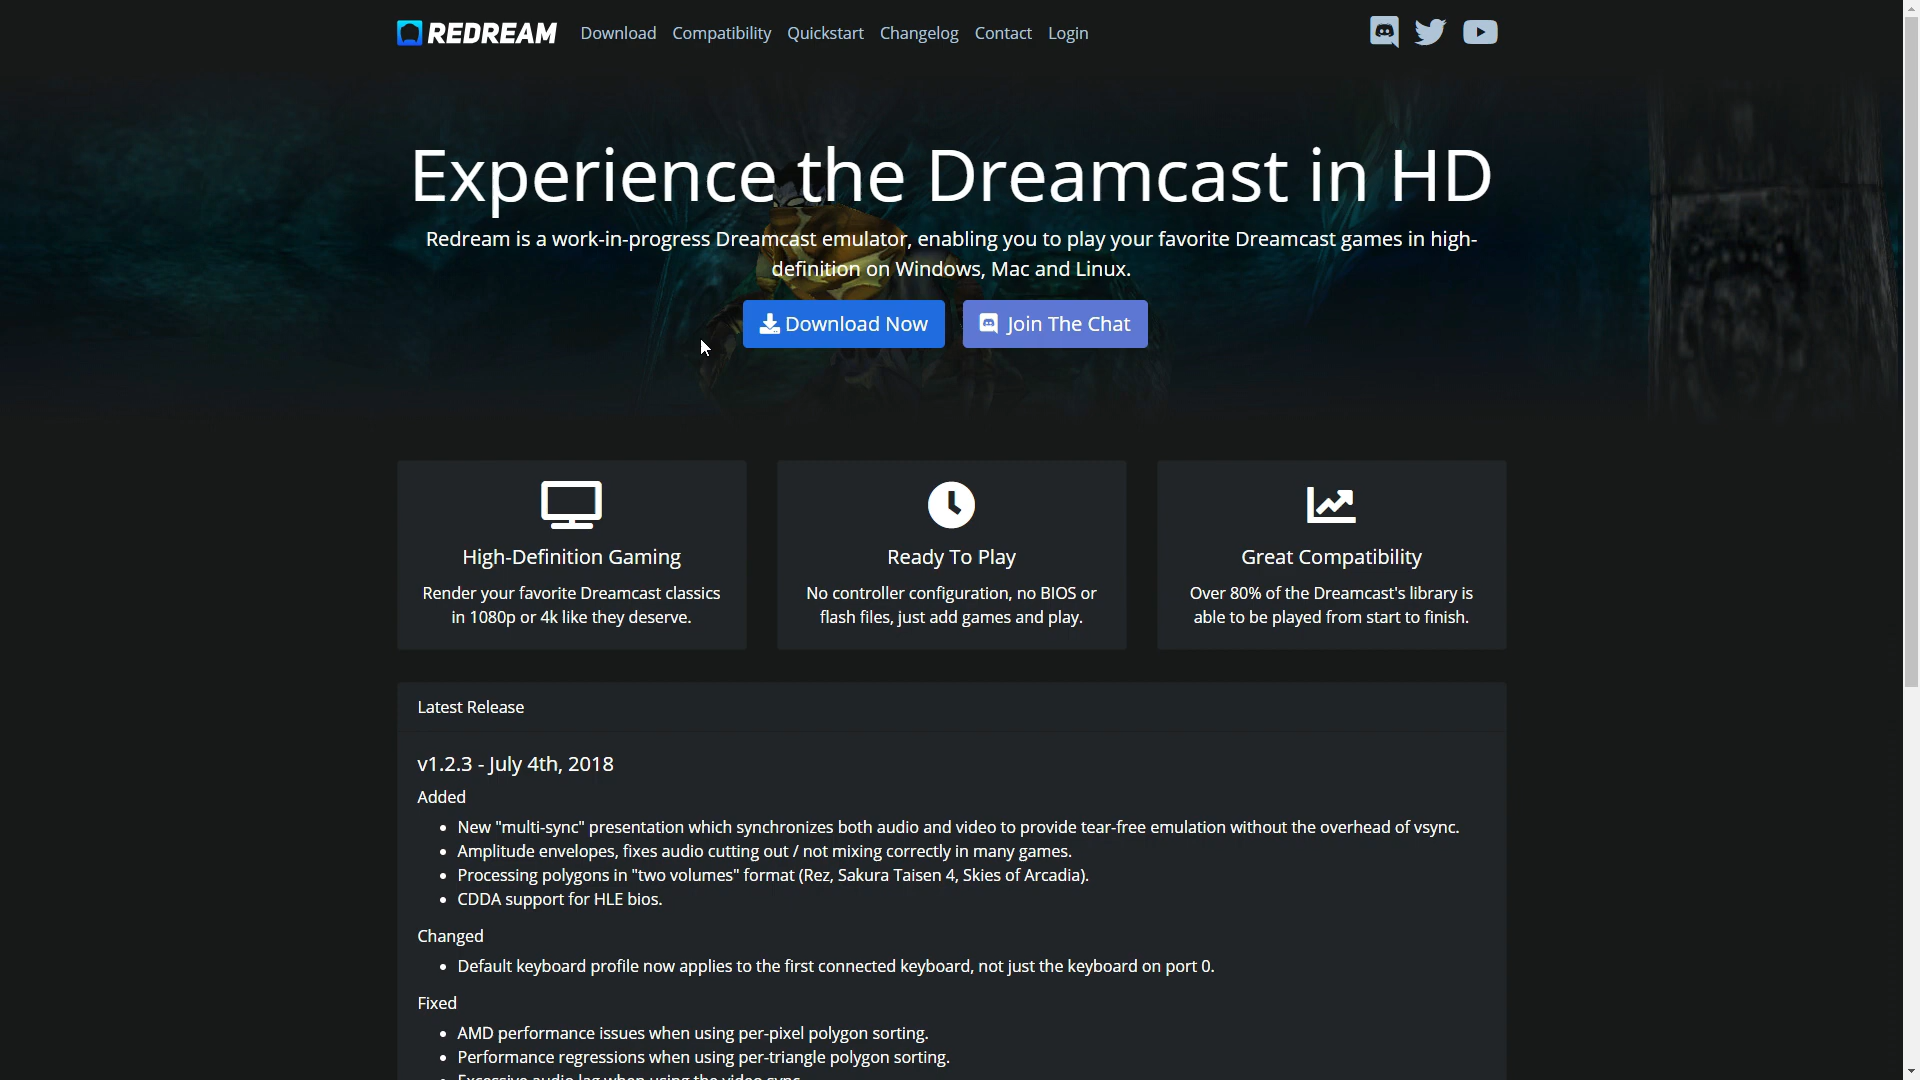 REDREAM Download Compatibility Quickstart Changelog Contact Login
Experience the Dreamcast in HD
Redream is a work-in-progress Dreamcast emulator, enabling you to play your favorite Dreamcast games in high-
definition on Windows, Mac and Linux.
Download Now Join The Chat
High-Definition Gaming
Render your favorite Dreamcast classics
in 1080p or 4k like they deserve.
Ready To Play
No controller configuration, no BIOS or
flash files, just add games and play.
Great Compatibility
Over 80% of the Dreamcast's library is
able to be played from start to finish.
Latest Release
v1.2.3 - July 4th, 2018
Added
• New "multi-sync" presentation which synchronizes both audio and video to provide tear-free emulation without the overhead of vsync.
• Amplitude envelopes, fixes audio cutting out / not mixing correctly in many games.
• Processing polygons in "two volumes" format (Rez, Sakura Taisen 4, Skies of Arcadia).
• CDDA support for HLE bios.
Changed
• Default keyboard profile now applies to the first connected keyboard, not just the keyboard on port 0.
Fixed
• AMD performance issues when using per-pixel polygon sorting.
• Performance regressions when using per-triangle polygon sorting.
• Excessive audio lag when using the video sync.